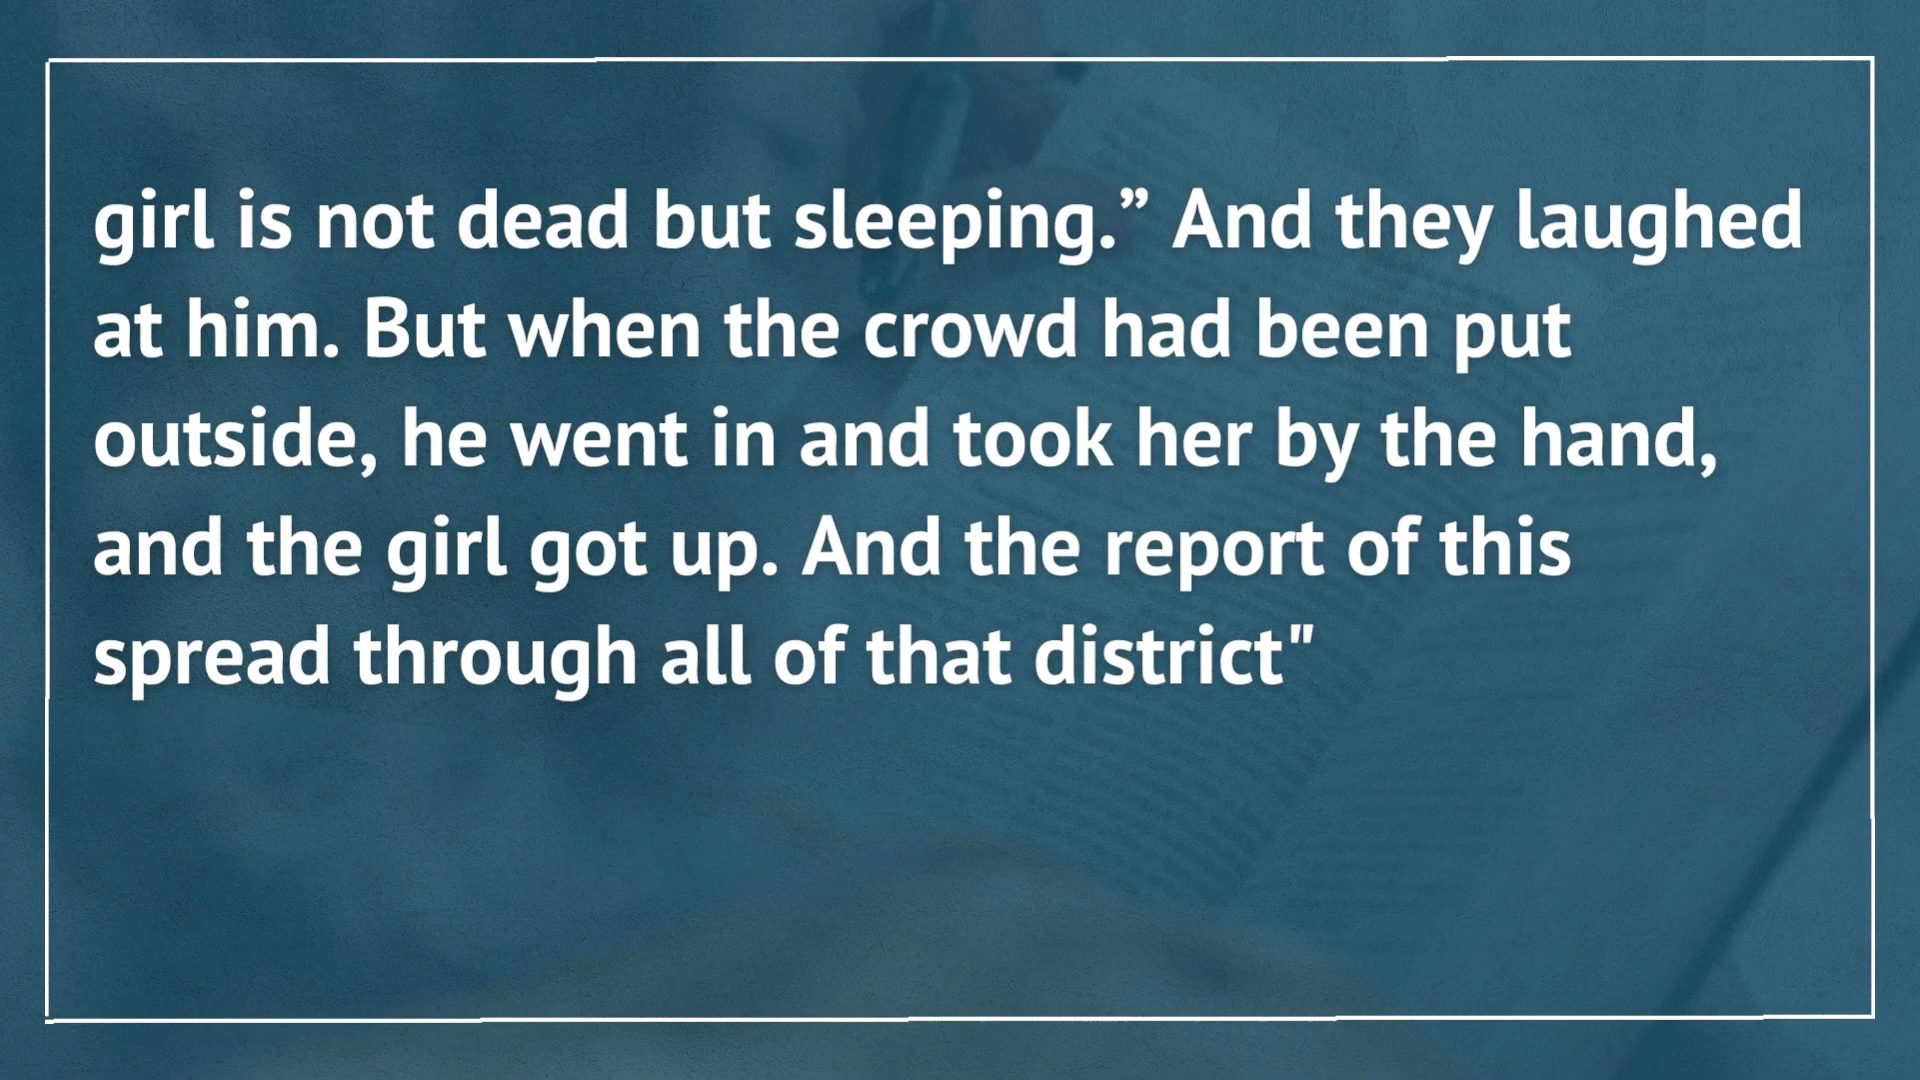 girl is not dead but sleeping.” And they laughed
at him. But when the crowd had been put
outside, he went in and took her by the hand,
and the girl got up. And the report of this
spread through all of that district"